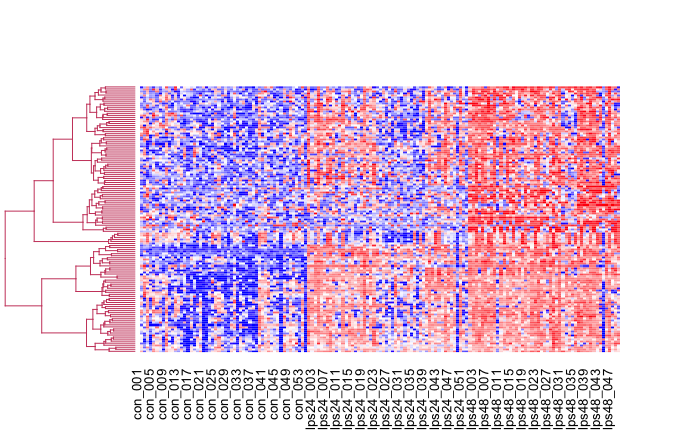 con_001
con_005
con_009
con_013
con_017
con_021
con_025
con_029
con_033
con_037
con_041
con_045
con_049
con_053
lps24_003
lps24_007
lps24_011
lps24_015
lps24_019
lps24_023
lps24_027
lps24_031
lps24_035
lps24_039
lps24_043
lps24_047
lps24_051
lps48_003
lps48_007
lps48_011
lps48_015
lps48_019
lps48_023
lps48_027
lps48_031
lps48_035
lps48_039
lps48_043
lps48_047